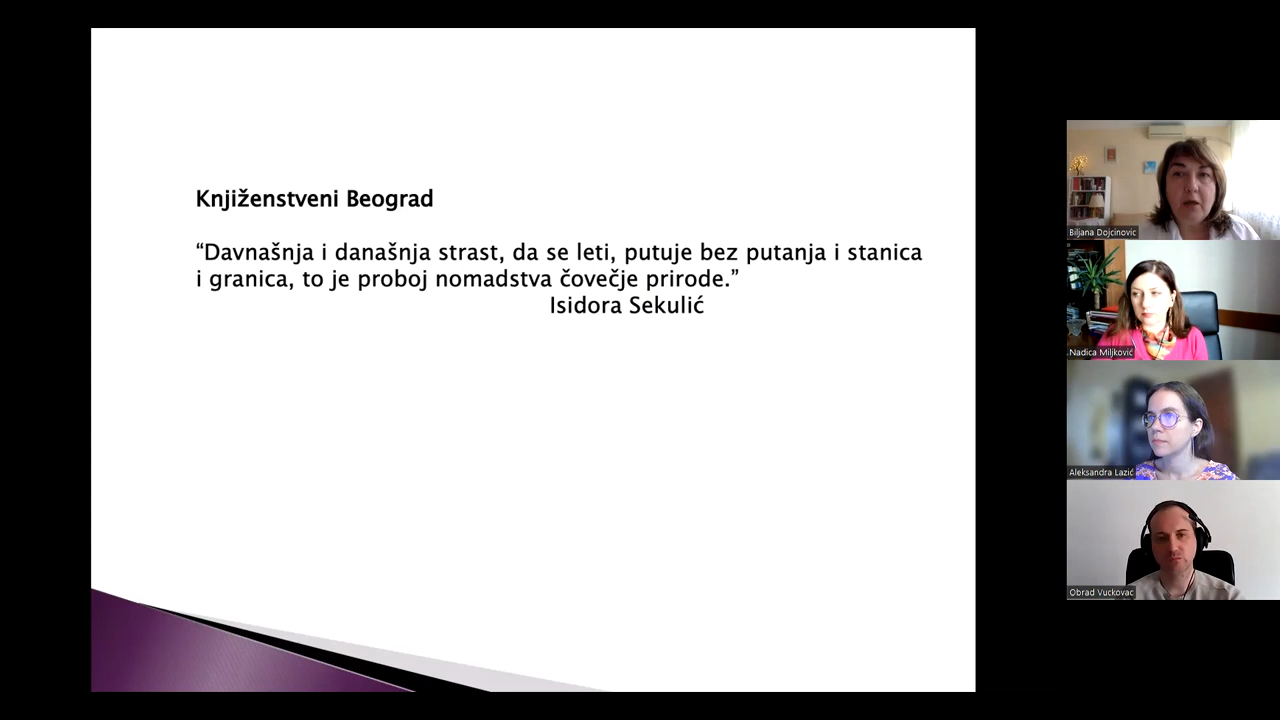 Knjiženstveni Beograd
“Davnašnja i današnja strast, da se leti, putuje bez putanja i stanica
i granica, to je proboj nomadstva čovečje prirode.”
Isidora Sekulić
Biljana Dojcinovic
Nadica Miljković
Aleksandra Lazić
Obrad Vuckovac